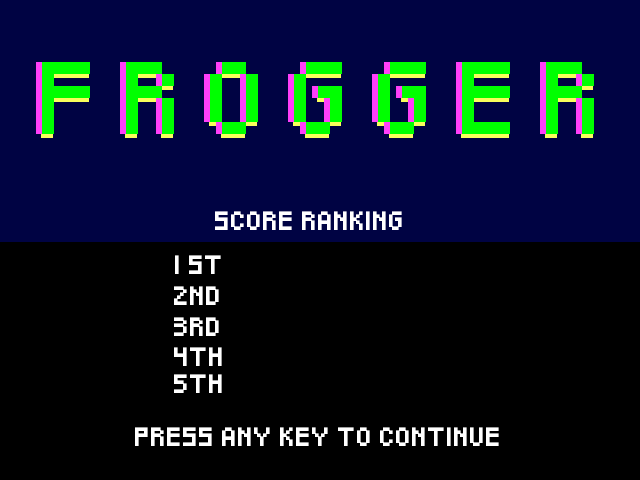 FROGGER
SCORE RANKING
1ST
2ND
3RD
4TH
5TH
PRESS ANY KEY TO CONTINUE